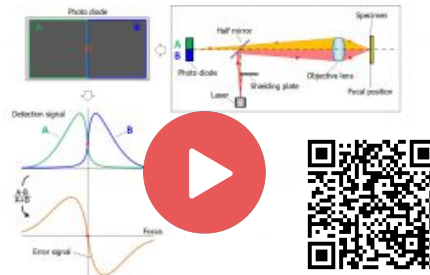 Photo diode
A
B
Specimen
Half mirror
A
B
Photo diode
Shielding plate
Objective lens
Laser
Focal position
Detection signal
A
B
A-B
A+B
Focus
Error signal